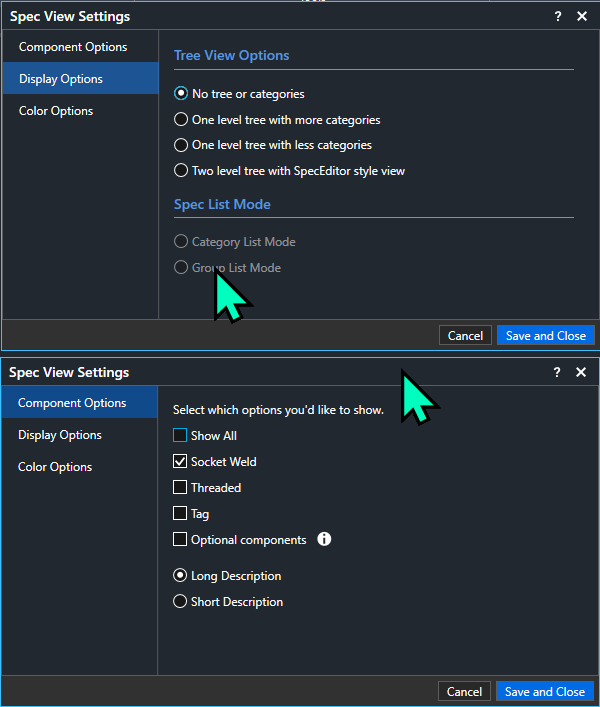 Spec View Settings
?
Component Options
Display Options
Color Options
Tree View Options
No tree or categories
One level tree with more categories
One level tree with less categories
Two level tree with SpecEditor style view
Spec List Mode
Category List Mode
Group List Mode
Cancel
Save and Close
Spec View Settings
?
Component Options
Display Options
Color Options
Select which options you'd like to show.
Show All
Socket Weld
Threaded
Tag
Optional components
Long Description
Short Description
Cancel
Save and Close